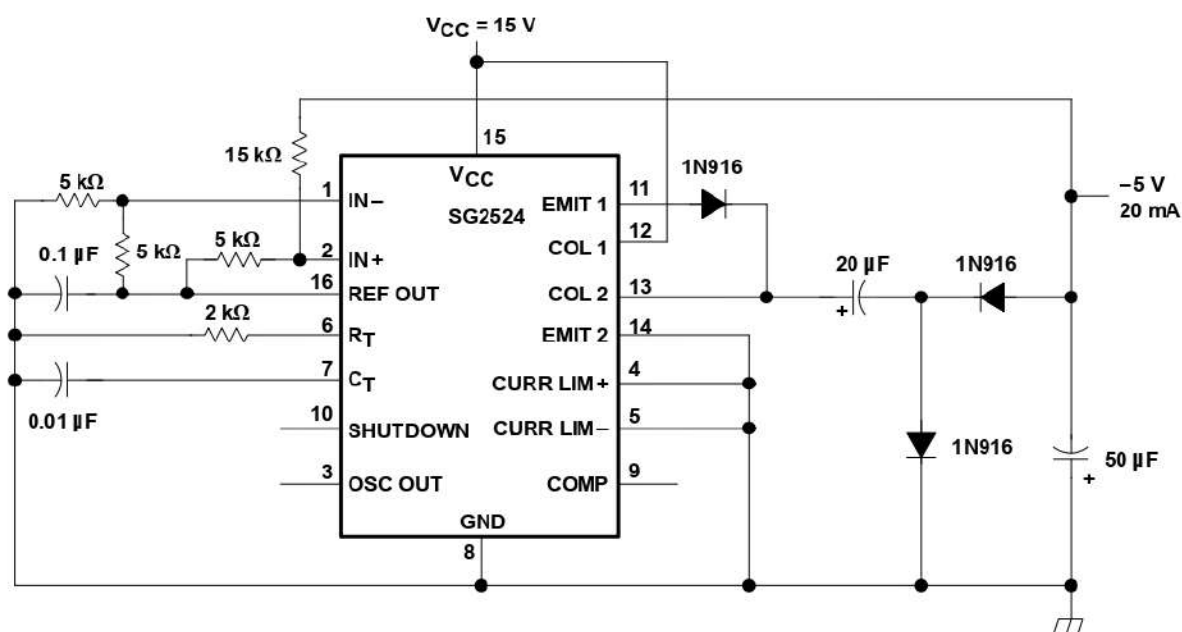 VCC = 15 V
15
15 kΩ
VCC
SG2524
5 kΩ
1
IN−
5 kΩ
0.1 µF
5 kΩ
2
IN+
16
REF OUT
2 kΩ
6
RT
7
CT
0.01 µF
10
SHUTDOWN
3
OSC OUT
GND
8
EMIT 1
11
1N916
COL 1
12
COL 2
13
EMIT 2
14
CURR LIM+
4
CURR LIM−
5
COMP
9
20 µF
+
1N916
−5 V
20 mA
1N916
50 µF
+